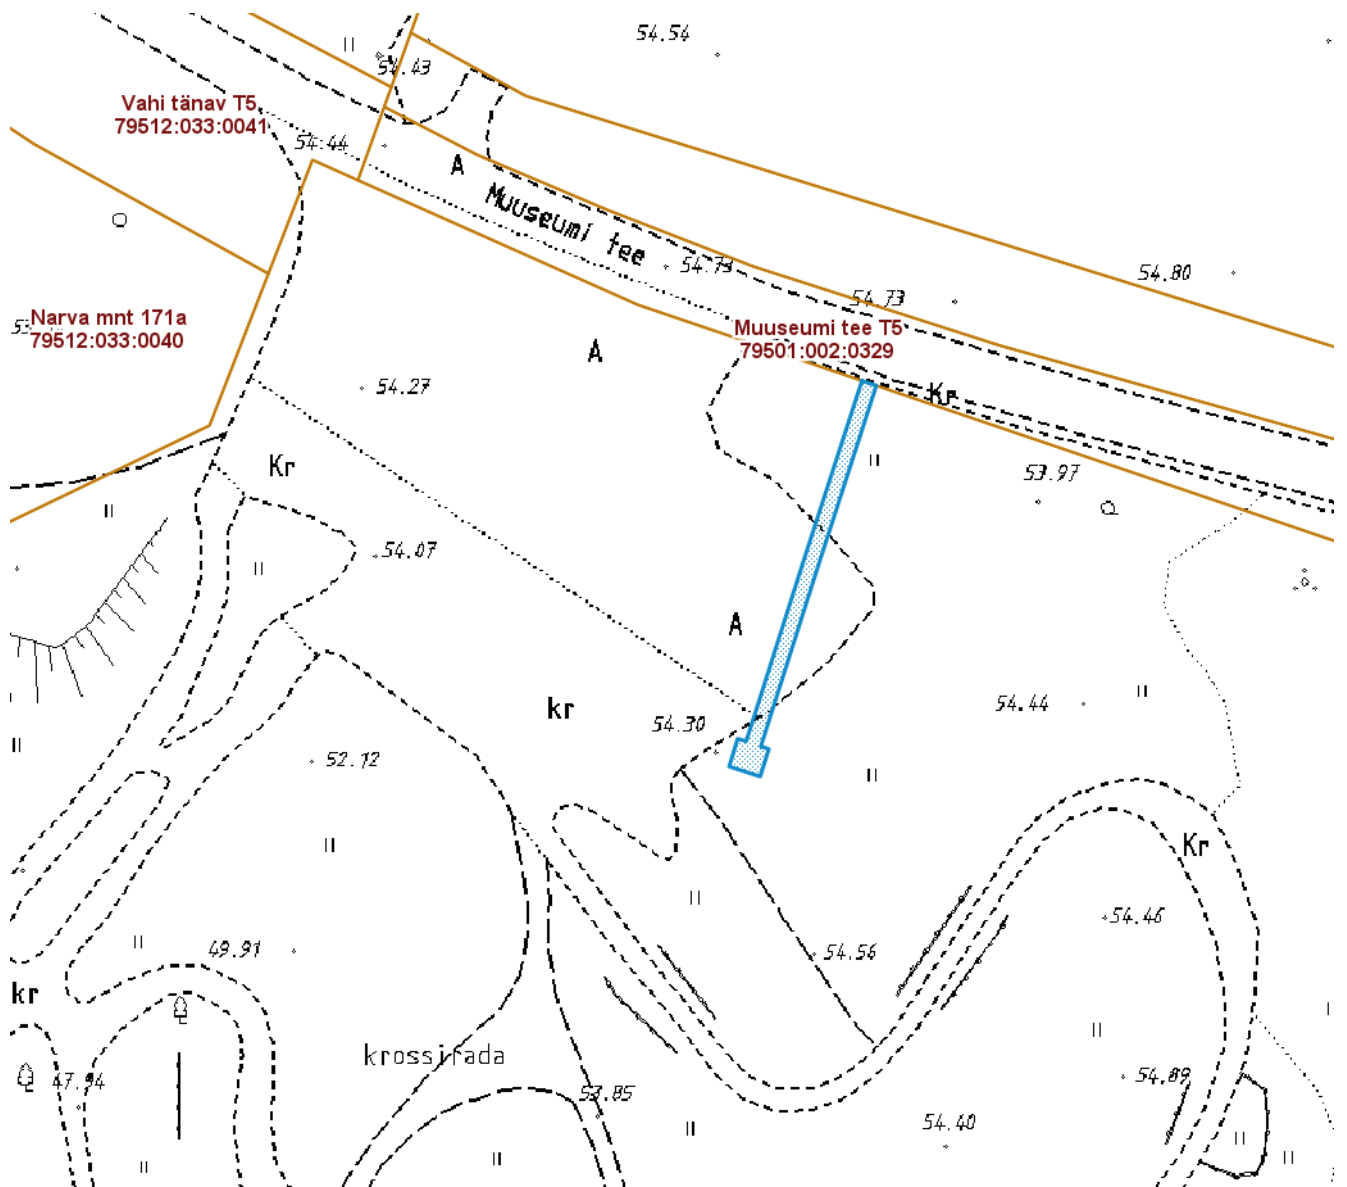 54.54
54.43
Vahi tänav T5
79512:033:0041
54.44
A
Muuseumi tee
54.73
54.80
54.73
Narva mnt 171a
79512:033:0040
Muuseumi tee T5
79501:002:0329
A
54.27
Kr
Kr
53.97
54.07
A
kr
54.30
54.44
52.12
Kr
54.46
49.91
54.56
kr
krossirada
47.94
53.85
54.89
54.40